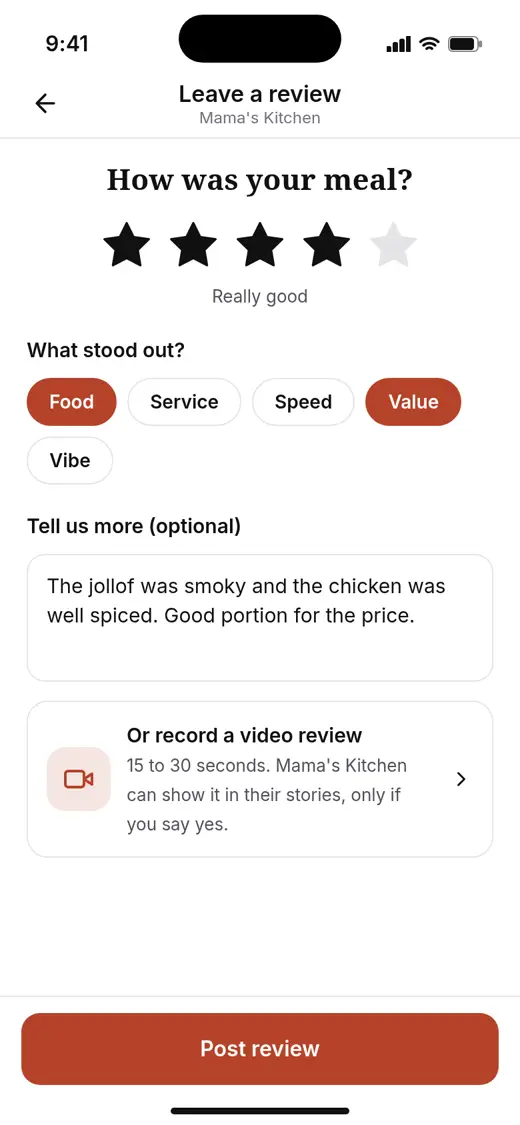 9:41
Leave a review
Mama's Kitchen
How was your meal?
Really good
What stood out?
Food
Service
Speed
Value
Vibe
Tell us more (optional)
The jollof was smoky and the chicken was
well spiced. Good portion for the price.
Or record a video review
15 to 30 seconds. Mama's Kitchen
can show it in their stories, only if
you say yes.
Post review